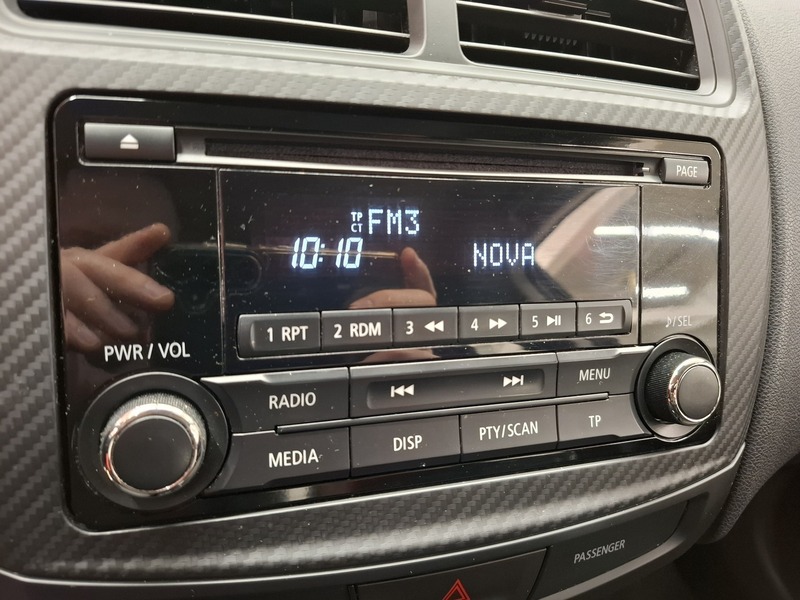 PAGE
TP
CT
FM3
10:10
NOVA
1 RPT
2 RDM
3
4
5
6
PWR / VOL
♪/SEL
RADIO
MENU
MEDIA
DISP
PTY/SCAN
TP
PASSENGER